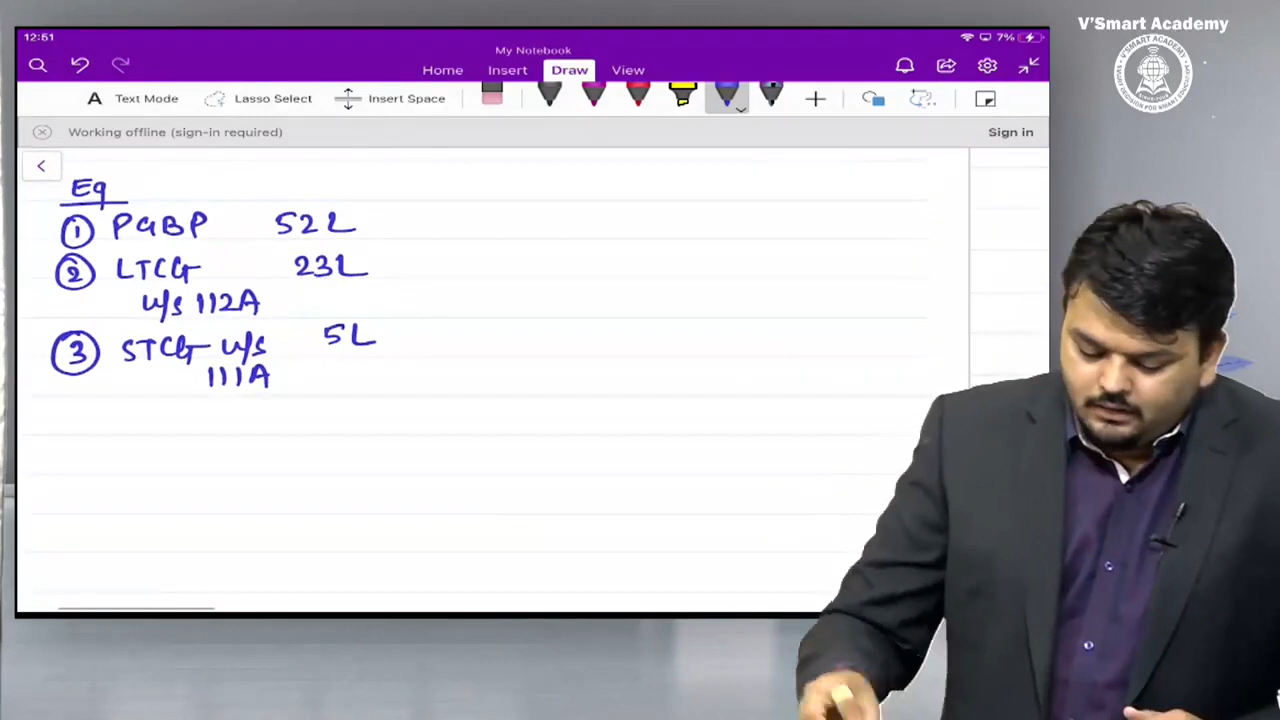 V'Smart Academy
12:51
7%
My Notebook
Home Insert Draw View
Text Mode Lasso Select Insert Space
Working offline (sign-in required) Sign in
Eg
1 PGBP 52L
2 LTCG 23L
u/s 112A
3 STCG u/s 5L
111A